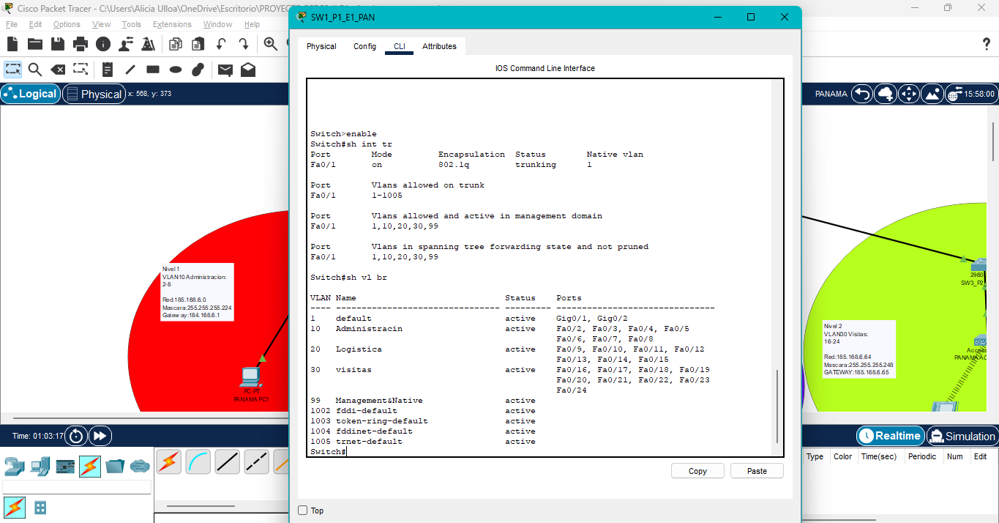 Cisco Packet Tracer - C:\Users\Alicia Ulloa\OneDrive\Escritorio\PROYEC
SW1_P1_E1_PAN
File Edit Options View Tools Extensions Window Help
Physical Config CLI Attributes
IOS Command Line Interface
Logical Physical x: 568, y: 373
PANAMA 15:58:00
Switch>enable
Switch#sh int tr
Port Mode Encapsulation Status Native vlan
Fa0/1 on 802.1q trunking 1
Port Vlans allowed on trunk
Fa0/1 1-1005
Port Vlans allowed and active in management domain
Fa0/1 1,10,20,30,99
Port Vlans in spanning tree forwarding state and not pruned
Fa0/1 1,10,20,30,99
Switch#sh vl br
VLAN Name Status Ports
---- -------------------------------- --------- -------------------------------
1 default active Gig0/1, Gig0/2
10 Administracin active Fa0/2, Fa0/3, Fa0/4, Fa0/5
Fa0/6, Fa0/7, Fa0/8
20 Logistica active Fa0/9, Fa0/10, Fa0/11, Fa0/12
Fa0/13, Fa0/14, Fa0/15
30 visitas active Fa0/16, Fa0/17, Fa0/18, Fa0/19
Fa0/20, Fa0/21, Fa0/22, Fa0/23
Fa0/24
99 Management&Native active
1002 fddi-default active
1003 token-ring-default active
1004 fddinet-default active
1005 trnet-default active
Switch#
Copy Paste
Top
Nivel 1
VLAN10 Administracion:
2-8
Red:185.168.6.0
Mascara:255.255.255.224
Gateway:184.168.6.1
PC-PT
PANAMA PC1
2960
SW3_P2
Nivel 2
VLAN30 Visitas:
16-24
Red:185.168.6.64
Mascara:255.255.255.248
GATEWAY:185.168.6.65
Acces
PANAMA AC
Time: 01:03:17
Realtime Simulation
Type Color Time(sec) Periodic Num Edit